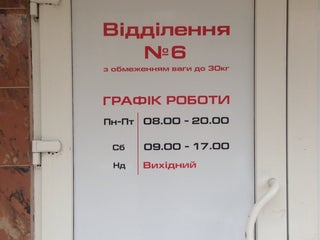 Відділення
№6
з обмеженням ваги до 30кг
ГРАФІК РОБОТИ
Пн-Пт 08.00 - 20.00
Сб 09.00 - 17.00
Нд Вихідний